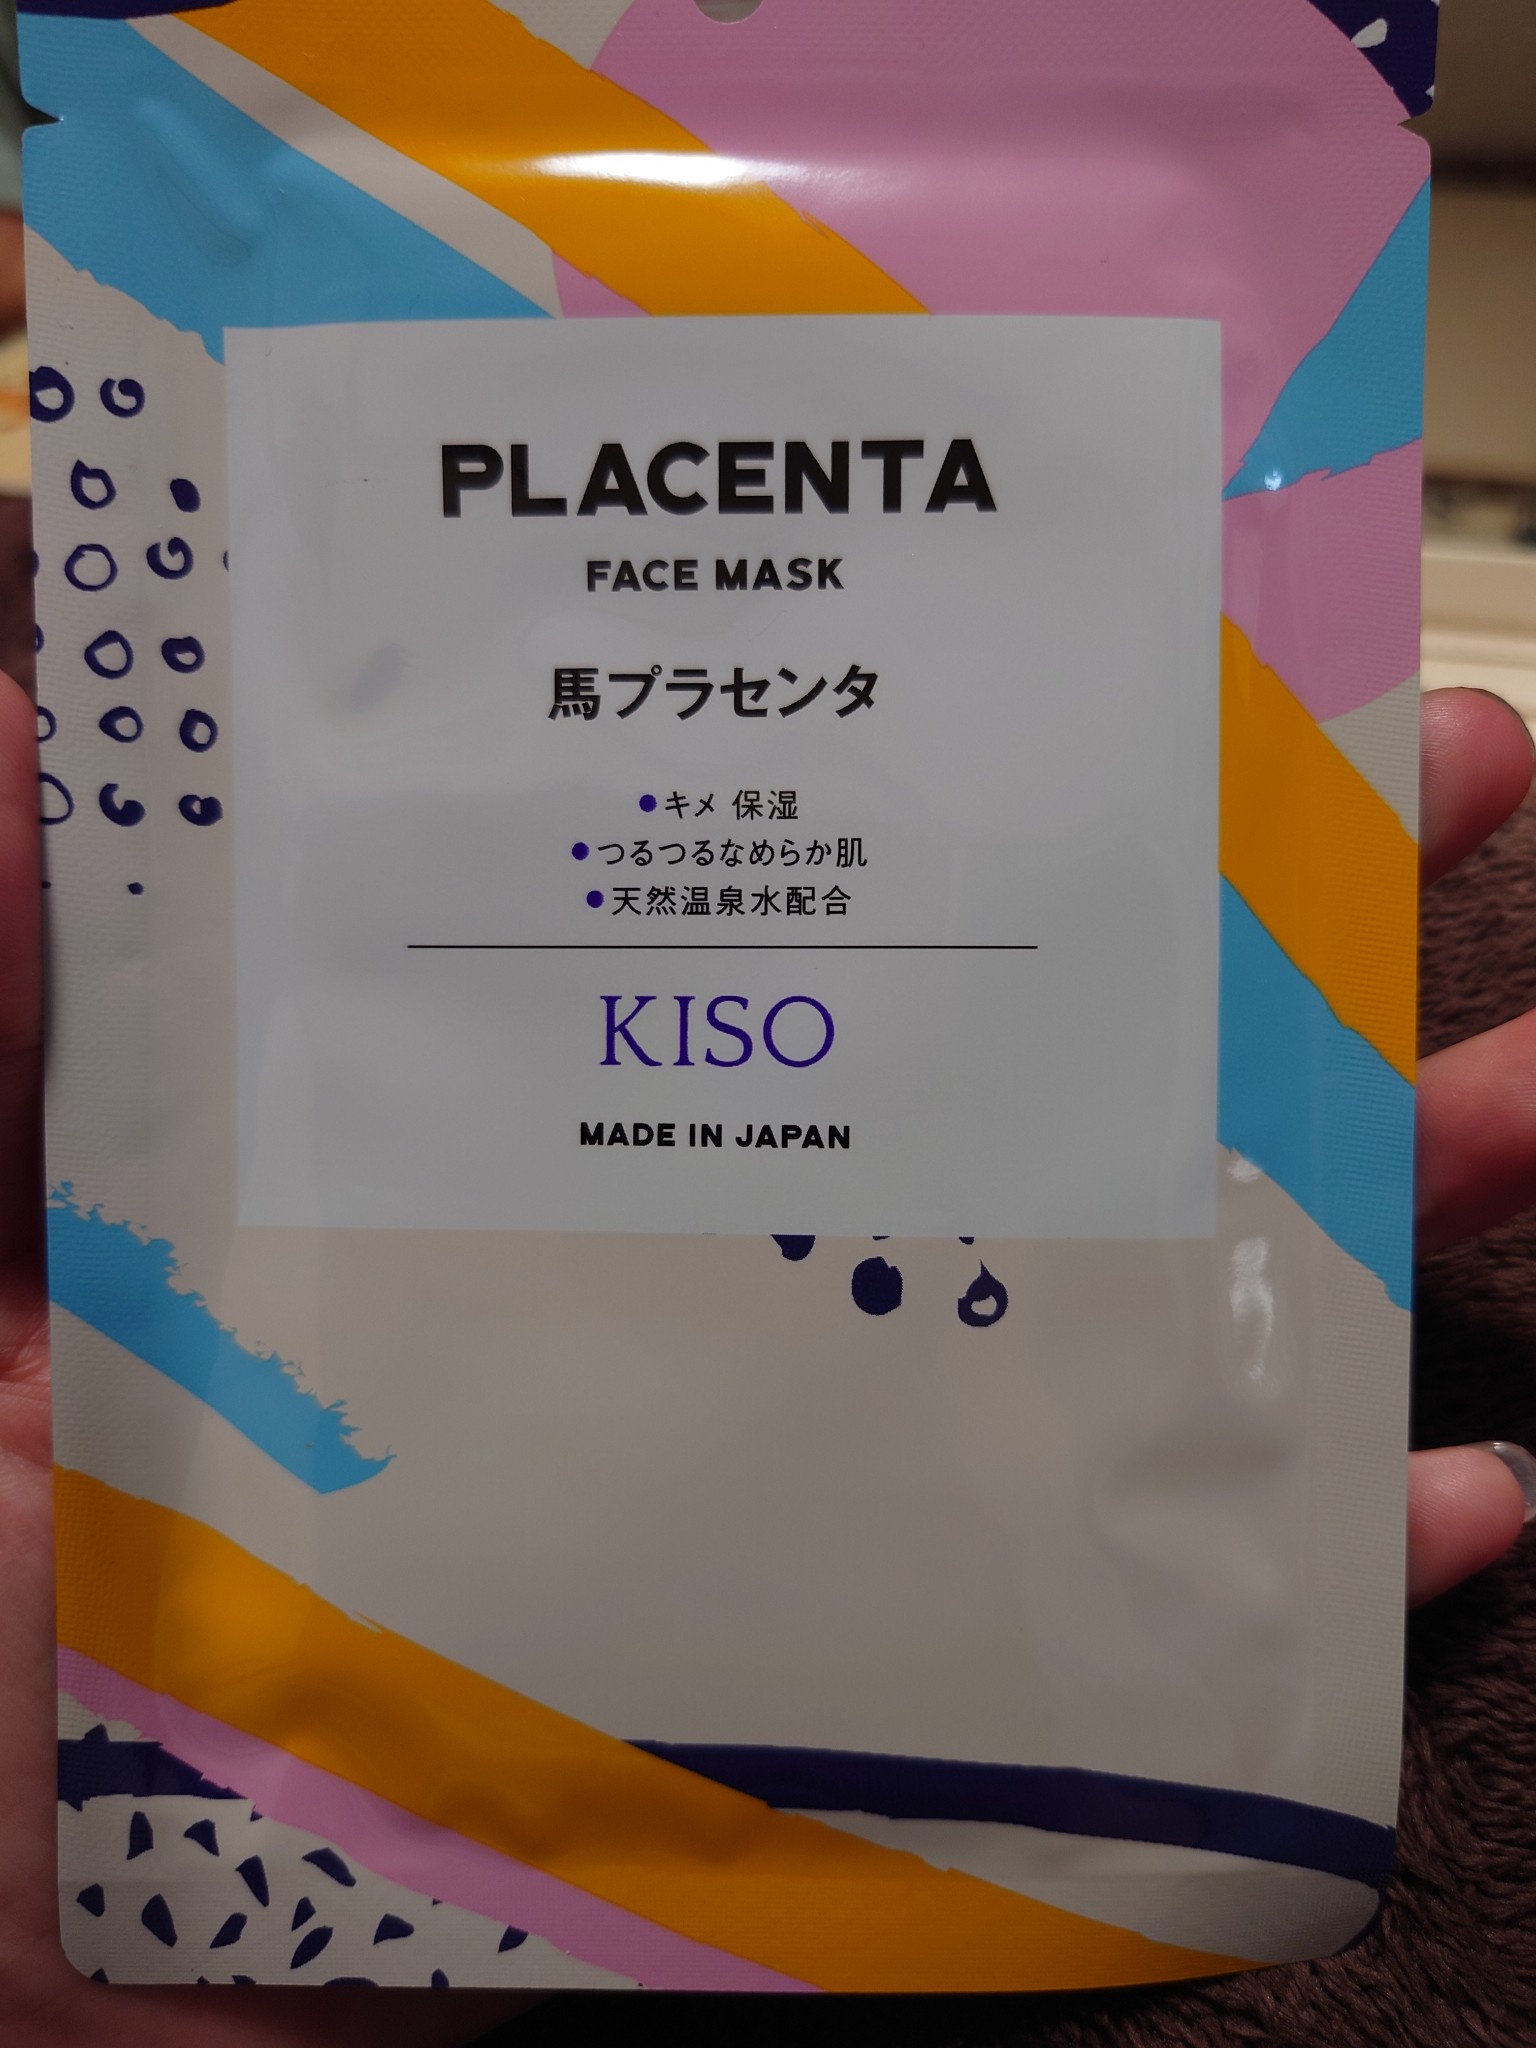 PLACENTA
FACE MASK
馬プラセンタ
●キメ 保湿
●つるつるなめらか肌
●天然温泉水配合
KISO
MADE IN JAPAN